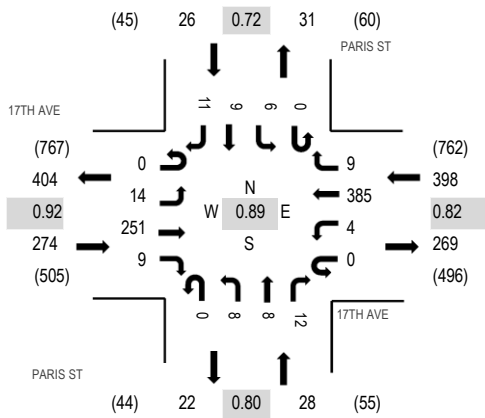 (45) 26 0.72 31 (60)
PARIS ST
11 9 6 0
17TH AVE
(767) (762)
0 9
404 398
14 385
N
0.92 W 0.89 E 0.82
251 4
S
274 269
9 0
(505) (496)
0 8 8 12
17TH AVE
PARIS ST
(44) 22 0.80 28 (55)